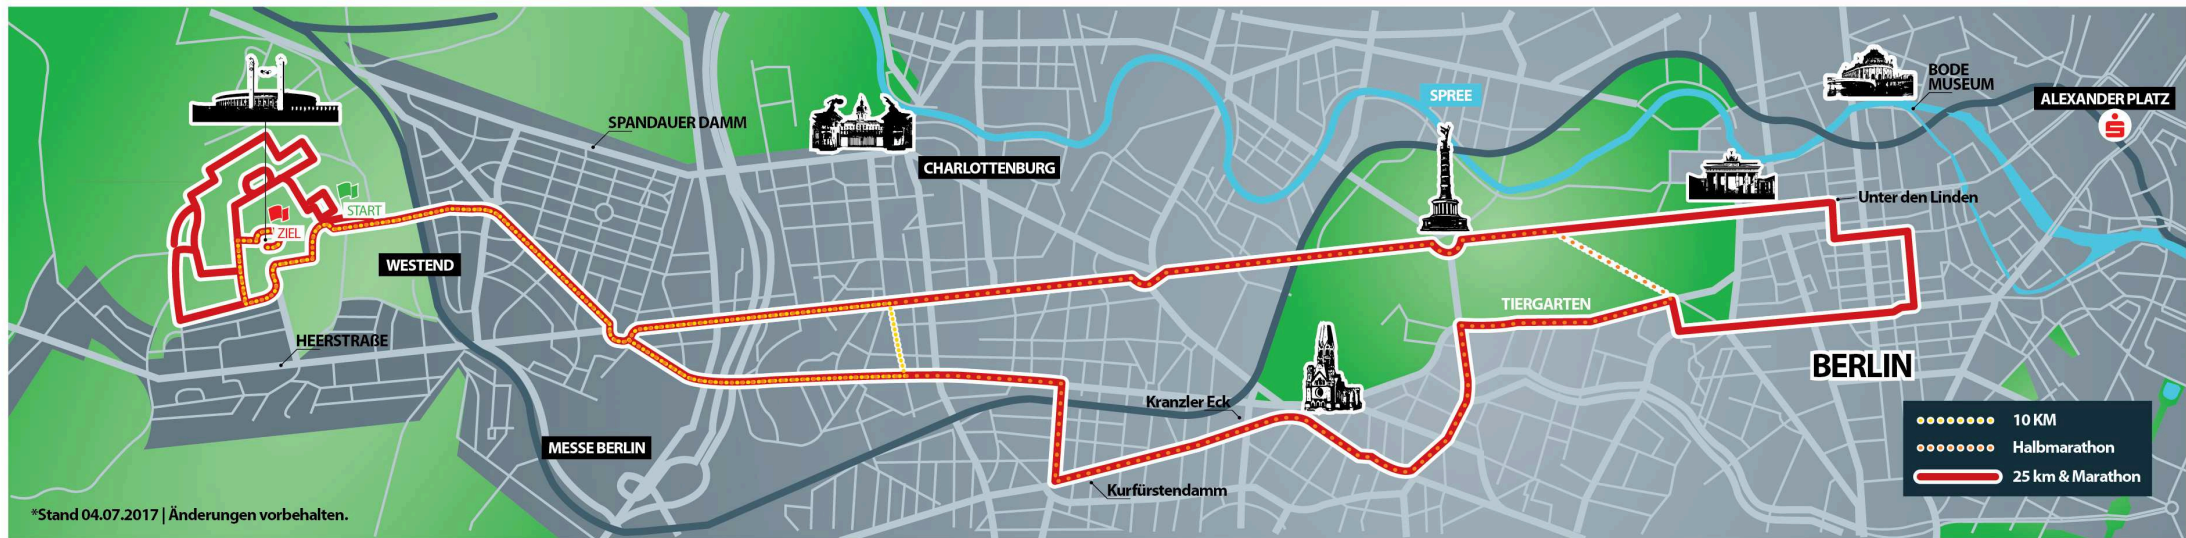 START
ZIEL
WESTEND
HEERSTRAßE
SPANDAUER DAMM
CHARLOTTENBURG
MESSE BERLIN
SPREE
BODE
MUSEUM
ALEXANDER PLATZ
Unter den Linden
TIERGARTEN
Kranzler Eck
Kurfürstendamm
BERLIN
10 KM
Halbmarathon
25 km & Marathon
*Stand 04.07.2017 | Änderungen vorbehalten.